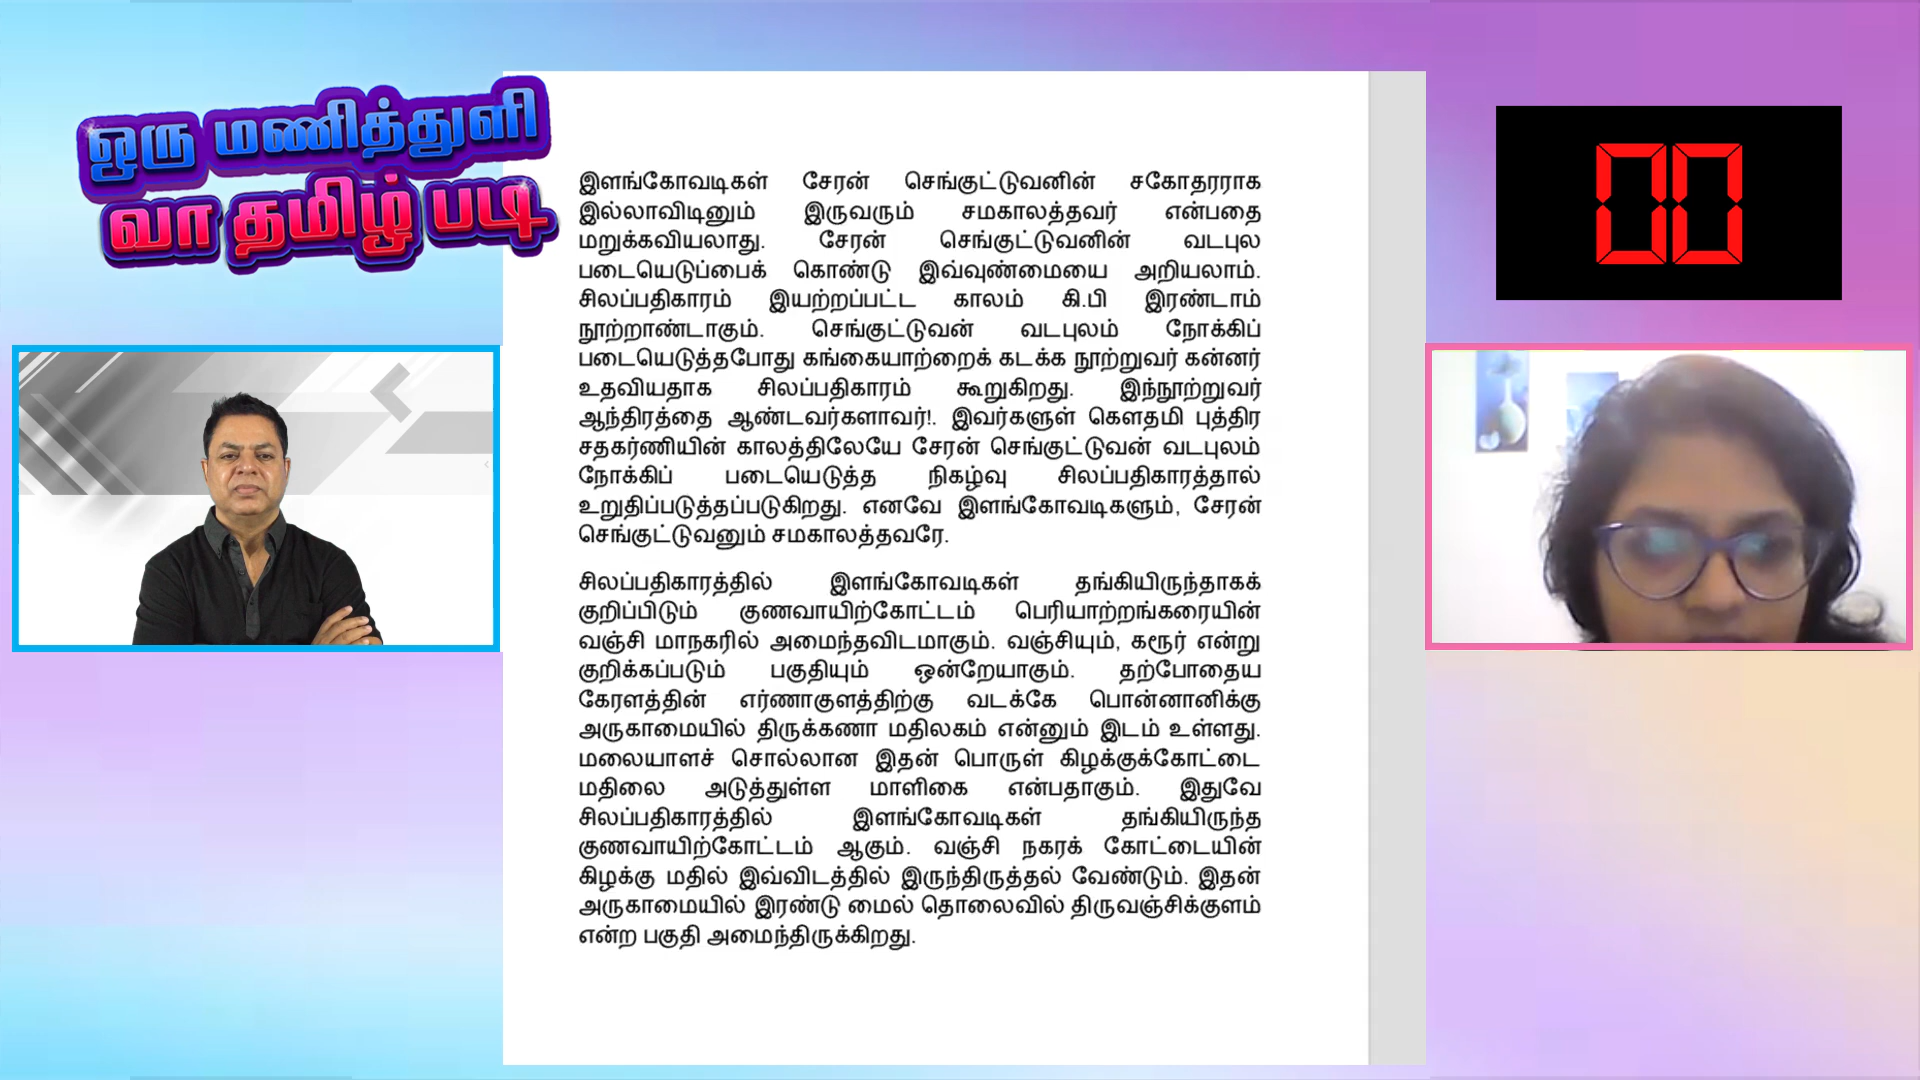 ஒரு மணித்துளி
வா தமிழ் படி
இளங்கோவடிகள் சேரன் செங்குட்டுவனின் சகோதரராக
இல்லாவிடினும் இருவரும் சமகாலத்தவர் என்பதை
மறுக்கவியலாது. சேரன் செங்குட்டுவனின் வடபுல
படையெடுப்பைக் கொண்டு இவ்வுண்மையை அறியலாம்.
சிலப்பதிகாரம் இயற்றப்பட்ட காலம் கி.பி இரண்டாம்
நூற்றாண்டாகும். செங்குட்டுவன் வடபுலம் நோக்கிப்
படையெடுத்தபோது கங்கையாற்றைக் கடக்க நூற்றுவர் கன்னர்
உதவியதாக சிலப்பதிகாரம் கூறுகிறது. இந்நூற்றுவர்
ஆந்திரத்தை ஆண்டவர்களாவர்!. இவர்களுள் கௌதமி புத்திர
சதகர்ணியின் காலத்திலேயே சேரன் செங்குட்டுவன் வடபுலம்
நோக்கிப் படையெடுத்த நிகழ்வு சிலப்பதிகாரத்தால்
உறுதிப்படுத்தப்படுகிறது. எனவே இளங்கோவடிகளும், சேரன்
செங்குட்டுவனும் சமகாலத்தவரே.
சிலப்பதிகாரத்தில் இளங்கோவடிகள் தங்கியிருந்தாகக்
குறிப்பிடும் குணவாயிற்கோட்டம் பெரியாற்றங்கரையின்
வஞ்சி மாநகரில் அமைந்தவிடமாகும். வஞ்சியும், கரூர் என்று
குறிக்கப்படும் பகுதியும் ஒன்றேயாகும். தற்போதைய
கேரளத்தின் எர்ணாகுளத்திற்கு வடக்கே பொன்னானிக்கு
அருகாமையில் திருக்கணா மதிலகம் என்னும் இடம் உள்ளது.
மலையாளச் சொல்லான இதன் பொருள் கிழக்குக்கோட்டை
மதிலை அடுத்துள்ள மாளிகை என்பதாகும். இதுவே
சிலப்பதிகாரத்தில் இளங்கோவடிகள் தங்கியிருந்த
குணவாயிற்கோட்டம் ஆகும். வஞ்சி நகரக் கோட்டையின்
கிழக்கு மதில் இவ்விடத்தில் இருந்திருத்தல் வேண்டும். இதன்
அருகாமையில் இரண்டு மைல் தொலைவில் திருவஞ்சிக்குளம்
என்ற பகுதி அமைந்திருக்கிறது.
00